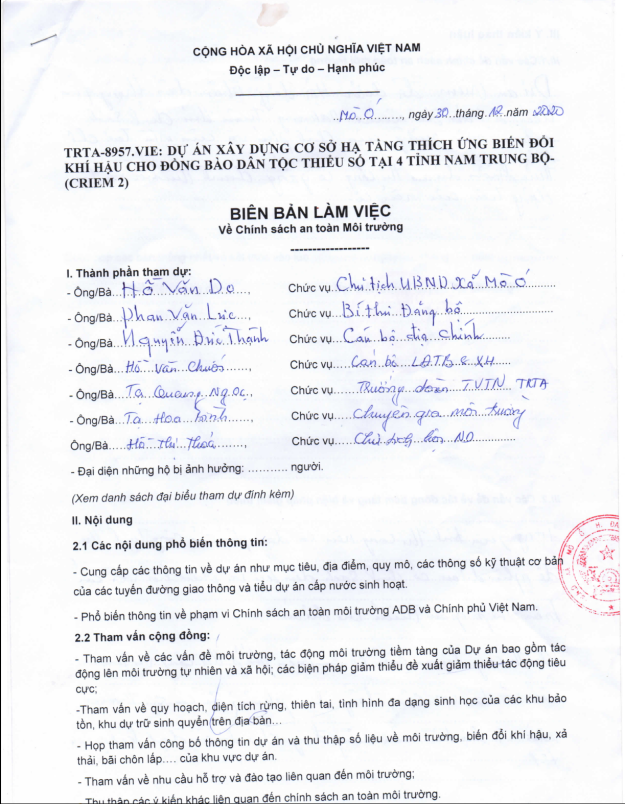 CỘNG HÒA XÃ HỘI CHỦ NGHĨA VIỆT NAM
Độc lập – Tự do – Hạnh phúc
..Mò Ó........, ngày 30..tháng.12.năm 2020
TRTA-8957.VIE: DỰ ÁN XÂY DỰNG CƠ SỞ HẠ TẦNG THÍCH ỨNG BIẾN ĐỔI
KHÍ HẬU CHO ĐỒNG BÀO DÂN TỘC THIỂU SỐ TẠI 4 TỈNH NAM TRUNG BỘ-
(CRIEM 2)
BIÊN BẢN LÀM VIỆC
Về Chính sách an toàn Môi trường
------------------
I. Thành phần tham dự:
- Ông/Bà...Hồ Văn Do....., Chức vụ..Chủ tịch UBND xã Mò Ó..........
- Ông/Bà...Phan Văn Lực....., Chức vụ...Bí thư Đảng bộ..........
- Ông/Bà...Nguyễn Đức Thành Chức vụ...Cán bộ địa chính..........
- Ông/Bà...Hồ Văn Chước....., Chức vụ...Cán bộ LĐTB & XH..........
- Ông/Bà...Tạ Quang Ngọc...., Chức vụ.....Trưởng đoàn TVTN TRTA
- Ông/Bà...Tạ Hoa Bình....., Chức vụ.....Chuyên gia môi trường
Ông/Bà.....Hồ Thị......, Chức vụ.....Chủ tịch hội.............
- Đại diện những hộ bị ảnh hưởng: ........... người.
(Xem danh sách đại biểu tham dự đính kèm)
II. Nội dung
2.1 Các nội dung phổ biến thông tin:
- Cung cấp các thông tin về dự án như mục tiêu, địa điểm, quy mô, các thông số kỹ thuật cơ bản
của các tuyến đường giao thông và tiểu dự án cấp nước sinh hoạt.
- Phổ biến thông tin về phạm vi Chính sách an toàn môi trường ADB và Chính phủ Việt Nam.
2.2 Tham vấn cộng đồng:
- Tham vấn về các vấn đề môi trường, tác động môi trường tiềm tàng của Dự án bao gồm tác
động lên môi trường tự nhiên và xã hội; các biện pháp giảm thiểu đề xuất giảm thiểu tác động tiêu
cực;
-Tham vấn về quy hoạch, diện tích rừng, thiên tai, tình hình đa dạng sinh học của các khu bảo
tồn, khu dự trữ sinh quyển trên địa bàn…
- Họp tham vấn công bố thông tin dự án và thu thập số liệu về môi trường, biến đổi khí hậu, xả
thải, bãi chôn lấp…. của khu vực dự án.
- Tham vấn về nhu cầu hỗ trợ và đào tạo liên quan đến môi trường;
- Thu thập các ý kiến khác liên quan đến chính sách an toàn môi trường.